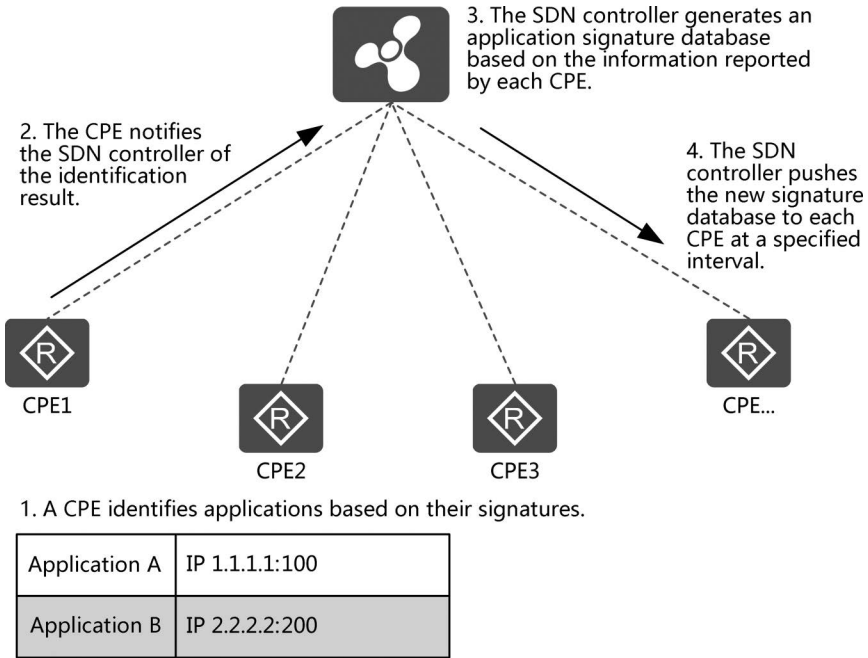 3. The SDN controller generates an
application signature database
based on the information reported
by each CPE.
2. The CPE notifies
the SDN controller of
the identification
result.
4. The SDN
controller pushes
the new signature
database to each
CPE at a specified
interval.
R
CPE1
R
CPE2
R
CPE3
R
CPE...
1. A CPE identifies applications based on their signatures.
Application A IP 1.1.1.1:100
Application B IP 2.2.2.2:200